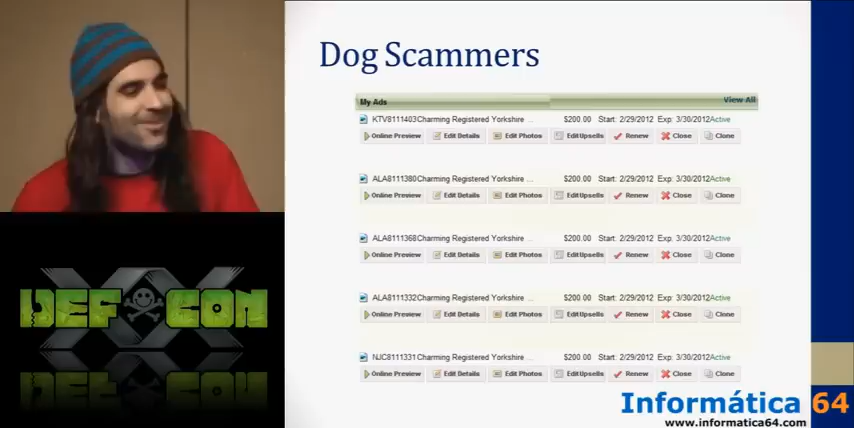 Dog Scammers
My Ads View All
KTV8111403Charming Registered Yorkshire ... $200.00 Start: 2/29/2012 Exp: 3/30/2012Active
Online Preview Edit Details Edit Photos EditUpsells Renew Close Clone
ALA8111380Charming Registered Yorkshire ... $200.00 Start: 2/29/2012 Exp: 3/30/2012Active
Online Preview Edit Details Edit Photos EditUpsells Renew Close Clone
ALA8111368Charming Registered Yorkshire ... $200.00 Start: 2/29/2012 Exp: 3/30/2012Active
Online Preview Edit Details Edit Photos EditUpsells Renew Close Clone
ALA8111332Charming Registered Yorkshire ... $200.00 Start: 2/29/2012 Exp: 3/30/2012Active
Online Preview Edit Details Edit Photos EditUpsells Renew Close Clone
NJC8111331Charming Registered Yorkshire ... $200.00 Start: 2/29/2012 Exp: 3/30/2012Active
Online Preview Edit Details Edit Photos EditUpsells Renew Close Clone
DEF CON
XX
Informática 64
www.informatica64.com